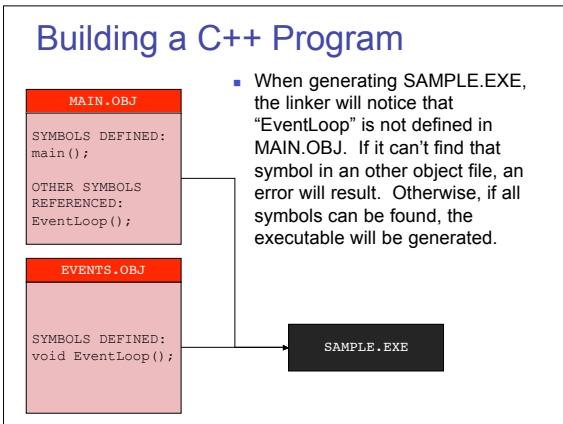 Building a C++ Program
MAIN.OBJ
SYMBOLS DEFINED:
main();
OTHER SYMBOLS
REFERENCED:
EventLoop();
■ When generating SAMPLE.EXE,
the linker will notice that
“EventLoop” is not defined in
MAIN.OBJ. If it can’t find that
symbol in an other object file, an
error will result. Otherwise, if all
symbols can be found, the
executable will be generated.
EVENTS.OBJ
SYMBOLS DEFINED:
void EventLoop();
SAMPLE.EXE